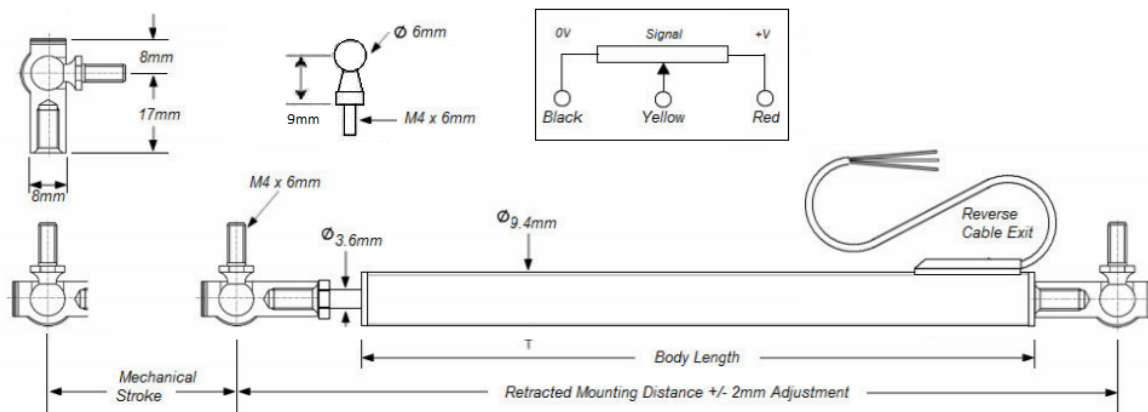 8mm
17mm
8mm
Ø 6mm
9mm
M4 x 6mm
0V
Signal
+V
Black
Yellow
Red
M4 x 6mm
Ø3.6mm
Ø9.4mm
Reverse
Cable Exit
T
Body Length
Mechanical
Stroke
Retracted Mounting Distance +/- 2mm Adjustment